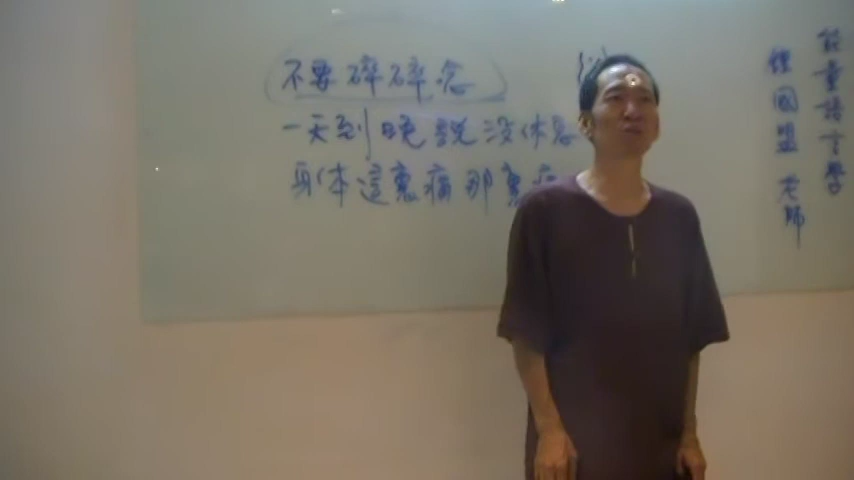 不要碎碎念
一天到晚說沒休息
身体這裏痛那裏
能量語言學
國盟老師